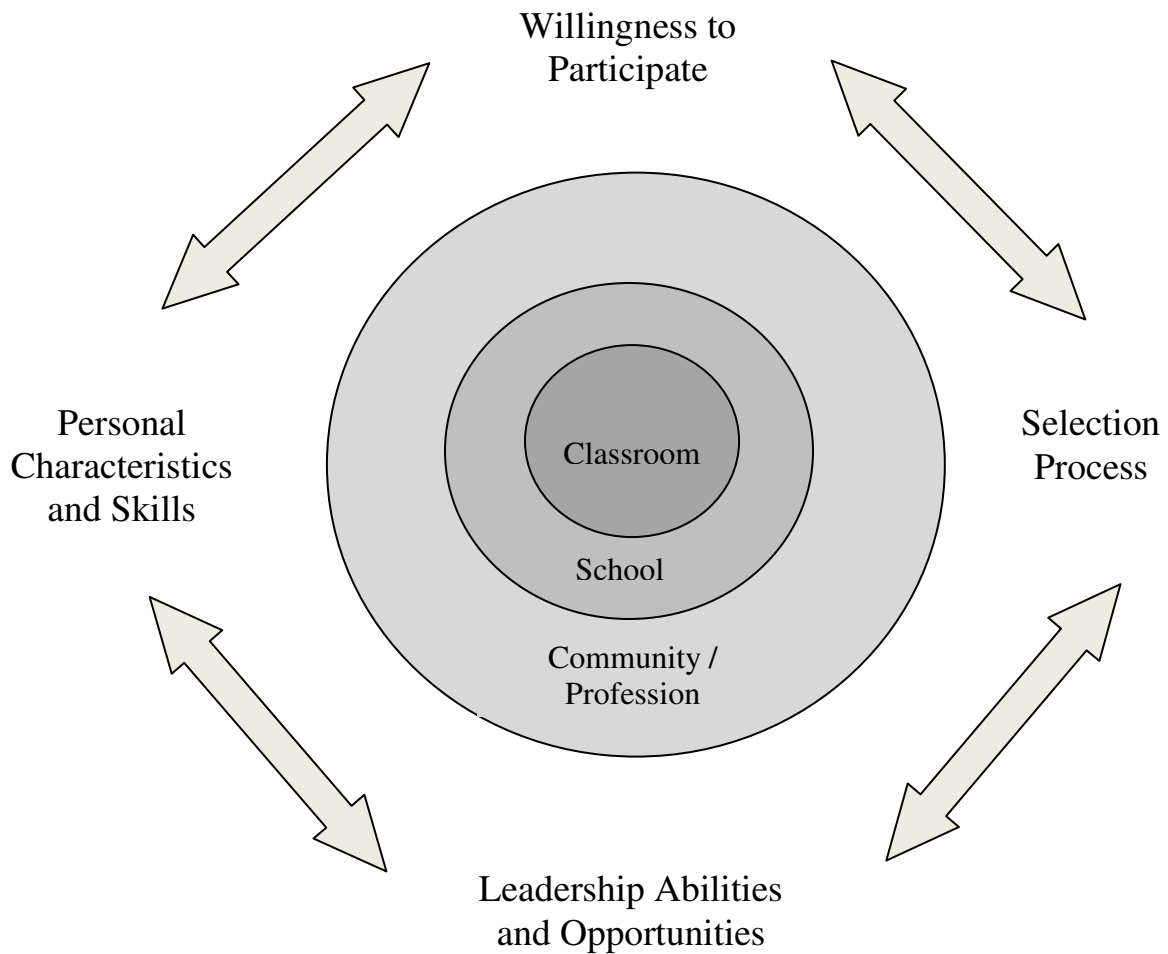 Willingness to
Participate
Personal
Characteristics
and Skills
Selection
Process
Classroom
School
Community /
Profession
Leadership Abilities
and Opportunities